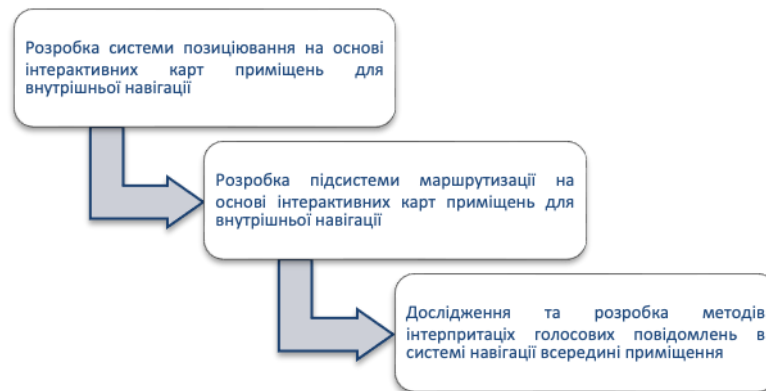 Розробка системи позиціювання на основі
інтерактивних карт приміщень для
внутрішньої навігації
Розробка підсистеми маршрутизації на
основі інтерактивних карт приміщень для
внутрішньої навігації
Дослідження та розробка методів
інтерпритаціх голосових повідомлень в
системі навігації всередині приміщення